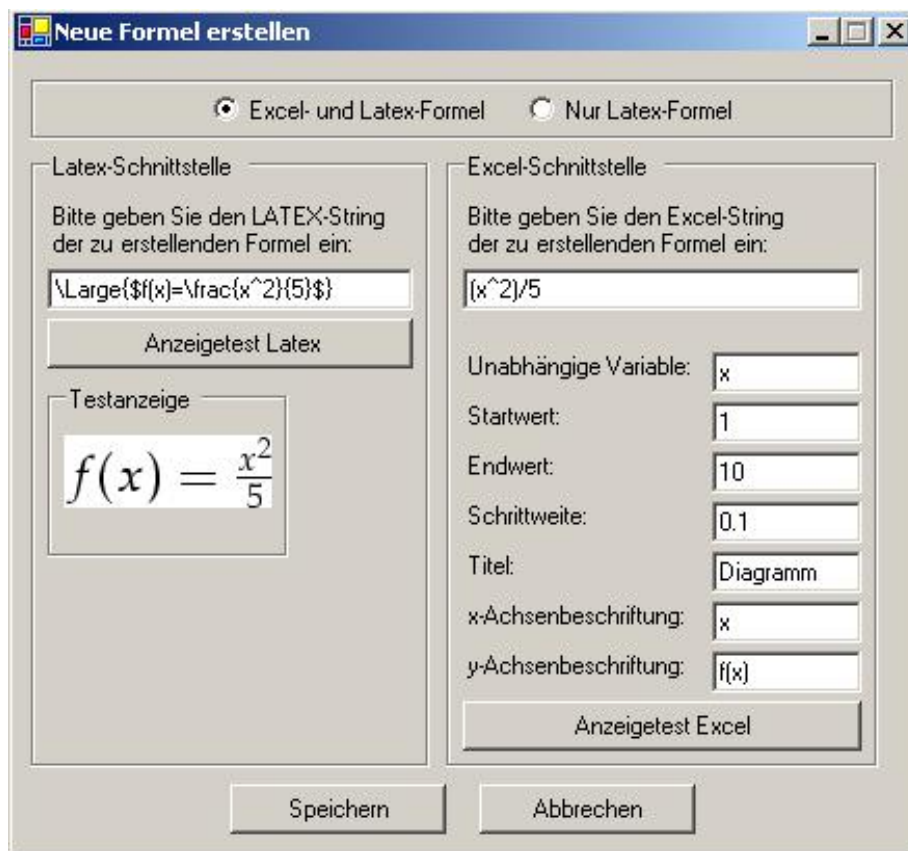 Neue Formel erstellen
Excel- und Latex-Formel Nur Latex-Formel
Latex-Schnittstelle
Bitte geben Sie den LATEX-String
der zu erstellenden Formel ein:
\Large{$f(x)=\frac{x^2}{5}$}
Anzeigetest Latex
Testanzeige
f(x) = x²/5
Excel-Schnittstelle
Bitte geben Sie den Excel-String
der zu erstellenden Formel ein:
(x^2)/5
Unabhängige Variable: x
Startwert: 1
Endwert: 10
Schrittweite: 0.1
Titel: Diagramm
x-Achsenbeschriftung: x
y-Achsenbeschriftung: f(x)
Anzeigetest Excel
Speichern Abbrechen